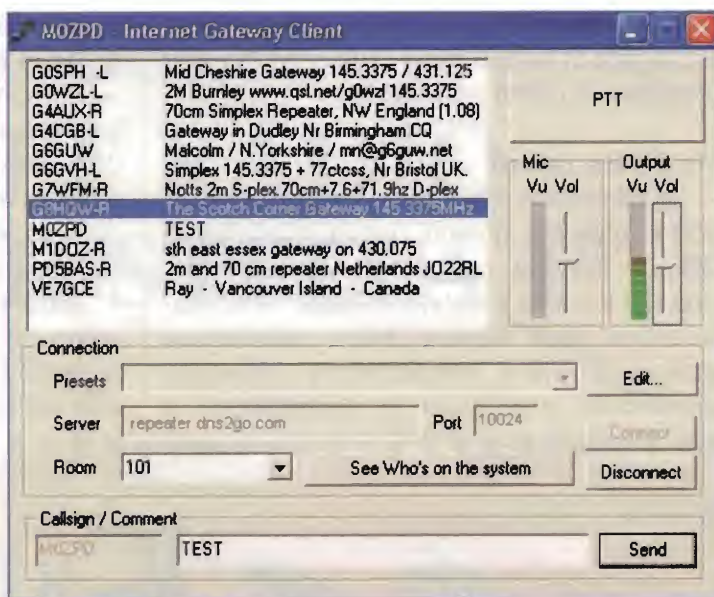 M0ZPD - Internet Gateway Client
G0SPH -L Mid Cheshire Gateway 145.3375 / 431.125
G0WZL-L 2M Burnley www.qsl.net/g0wzl 145.3375
G4AUX-R 70cm Simplex Repeater, NW England (1.08)
G4CGB-L Gateway in Dudley Nr Birmingham CQ
G6GUW Malcolm / N.Yorkshire / mn@g6guw.net
G6GVH-L Simplex 145.3375 + 77ctcss, Nr Bristol UK.
G7WFM-R Notts 2m S-plex.70cm+7.6+71.9hz D-plex
G8HQW-R The Scotch Corner Gateway 145.3375MHz
M0ZPD TEST
M1DOZ-R sth east essex gateway on 430.075
PD5BAS-R 2m and 70 cm repeater Netherlands JO22RL
VE7GCE Ray - Vancouver Island - Canada
PTT
Mic
Vu Vol
Output
Vu Vol
Connection
Presets
Edit...
Server repeater.dns2go.com Port 10024
Connect
Room 101 See Who's on the system Disconnect
Callsign / Comment
M0ZPD TEST Send